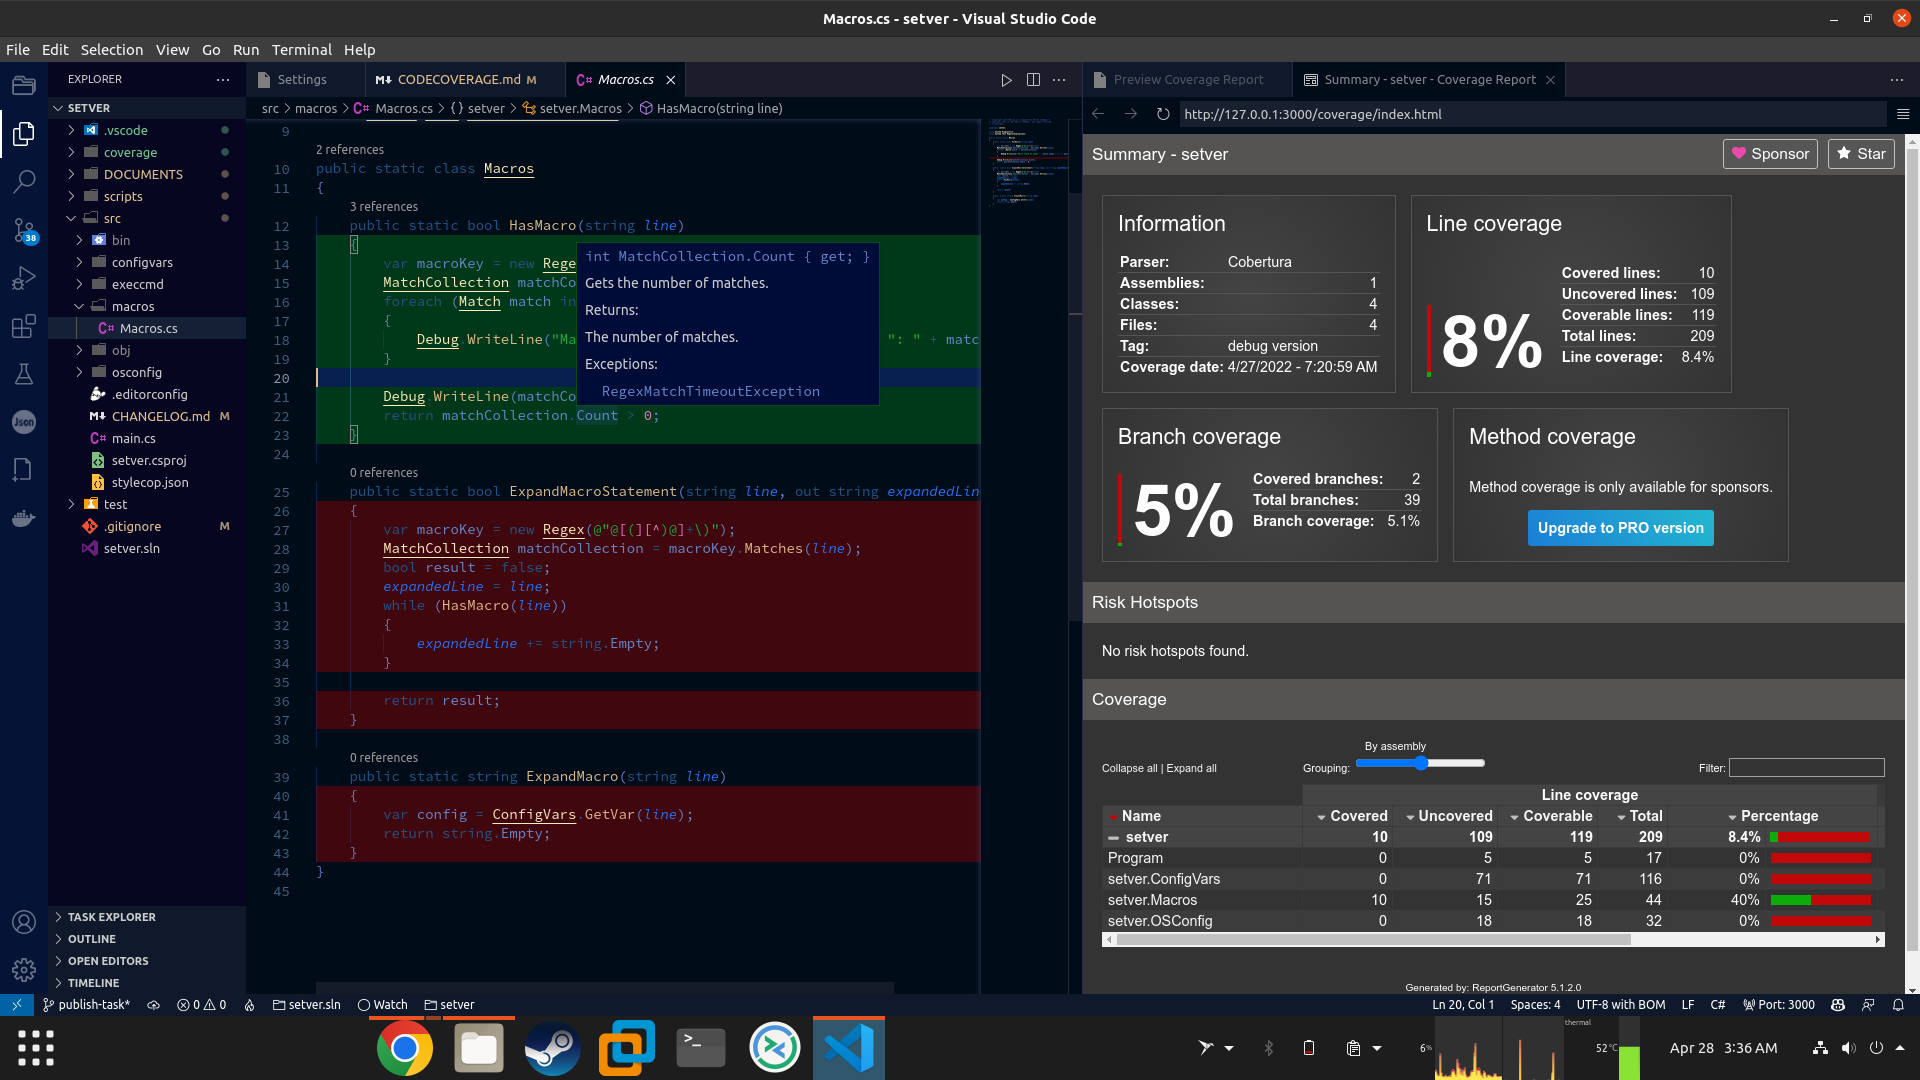 Macros.cs - setver - Visual Studio Code
File Edit Selection View Go Run Terminal Help
EXPLORER
SETVER
.vscode
coverage
DOCUMENTS
scripts
src
bin
configvars
execcmd
macros
Macros.cs
obj
osconfig
.editorconfig
CHANGELOG.md M
main.cs
setver.csproj
stylecop.json
test
.gitignore M
setver.sln
TASK EXPLORER
OUTLINE
OPEN EDITORS
TIMELINE
38
Json
Settings
CODECOVERAGE.md M
Macros.cs
src > macros > Macros.cs > {} setver > setver.Macros > HasMacro(string line)
9
2 references
10 public static class Macros
11 {
3 references
12 public static bool HasMacro(string line)
13 {
14 var macroKey = new Rege
15 MatchCollection matchCo
16 foreach (Match match in
17 {
18 Debug.WriteLine("Ma ": " + matc
19 }
20
21 Debug.WriteLine(matchCo
22 return matchCollection.Count > 0;
23 }
24
int MatchCollection.Count { get; }
Gets the number of matches.
Returns:
The number of matches.
Exceptions:
RegexMatchTimeoutException
0 references
25 public static bool ExpandMacroStatement(string line, out string expandedLin
26 {
27 var macroKey = new Regex(@"@[(][^)@]+\)");
28 MatchCollection matchCollection = macroKey.Matches(line);
29 bool result = false;
30 expandedLine = line;
31 while (HasMacro(line))
32 {
33 expandedLine += string.Empty;
34 }
35
36 return result;
37 }
38
0 references
39 public static string ExpandMacro(string line)
40 {
41 var config = ConfigVars.GetVar(line);
42 return string.Empty;
43 }
44 }
45
Preview Coverage Report
Summary - setver - Coverage Report
http://127.0.0.1:3000/coverage/index.html
Summary - setver
Sponsor
Star
Information
Parser: Cobertura
Assemblies: 1
Classes: 4
Files: 4
Tag: debug version
Coverage date: 4/27/2022 - 7:20:59 AM
Line coverage
8%
Covered lines: 10
Uncovered lines: 109
Coverable lines: 119
Total lines: 209
Line coverage: 8.4%
Branch coverage
5%
Covered branches: 2
Total branches: 39
Branch coverage: 5.1%
Method coverage
Method coverage is only available for sponsors.
Upgrade to PRO version
Risk Hotspots
No risk hotspots found.
Coverage
Collapse all | Expand all
By assembly
Grouping:
Filter:
Line coverage
Name Covered Uncovered Coverable Total Percentage
setver 10 109 119 209 8.4%
Program 0 5 5 17 0%
setver.ConfigVars 0 71 71 116 0%
setver.Macros 10 15 25 44 40%
setver.OSConfig 0 18 18 32 0%
Generated by: ReportGenerator 5.1.2.0
publish-task* 0 0 setver.sln Watch setver
Ln 20, Col 1 Spaces: 4 UTF-8 with BOM LF C# Port: 3000
6%
thermal
52°C
Apr 28 3:36 AM